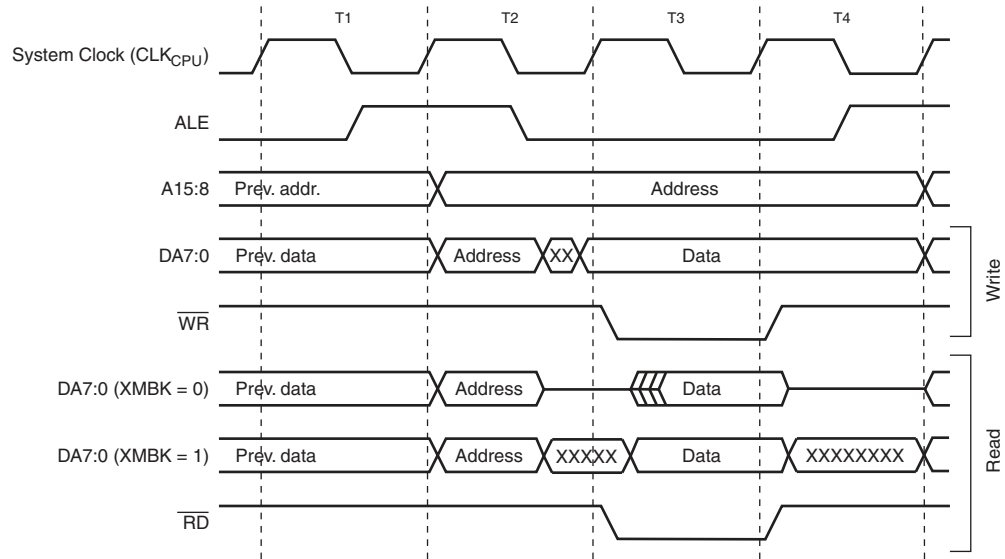 T1 T2 T3 T4
System Clock (CLKCPU)
ALE
A15:8 Prev. addr. Address
DA7:0 Prev. data Address XX Data
WR
Write
DA7:0 (XMBK = 0) Prev. data Address Data
DA7:0 (XMBK = 1) Prev. data Address XXXXX Data XXXXXXXX
RD
Read